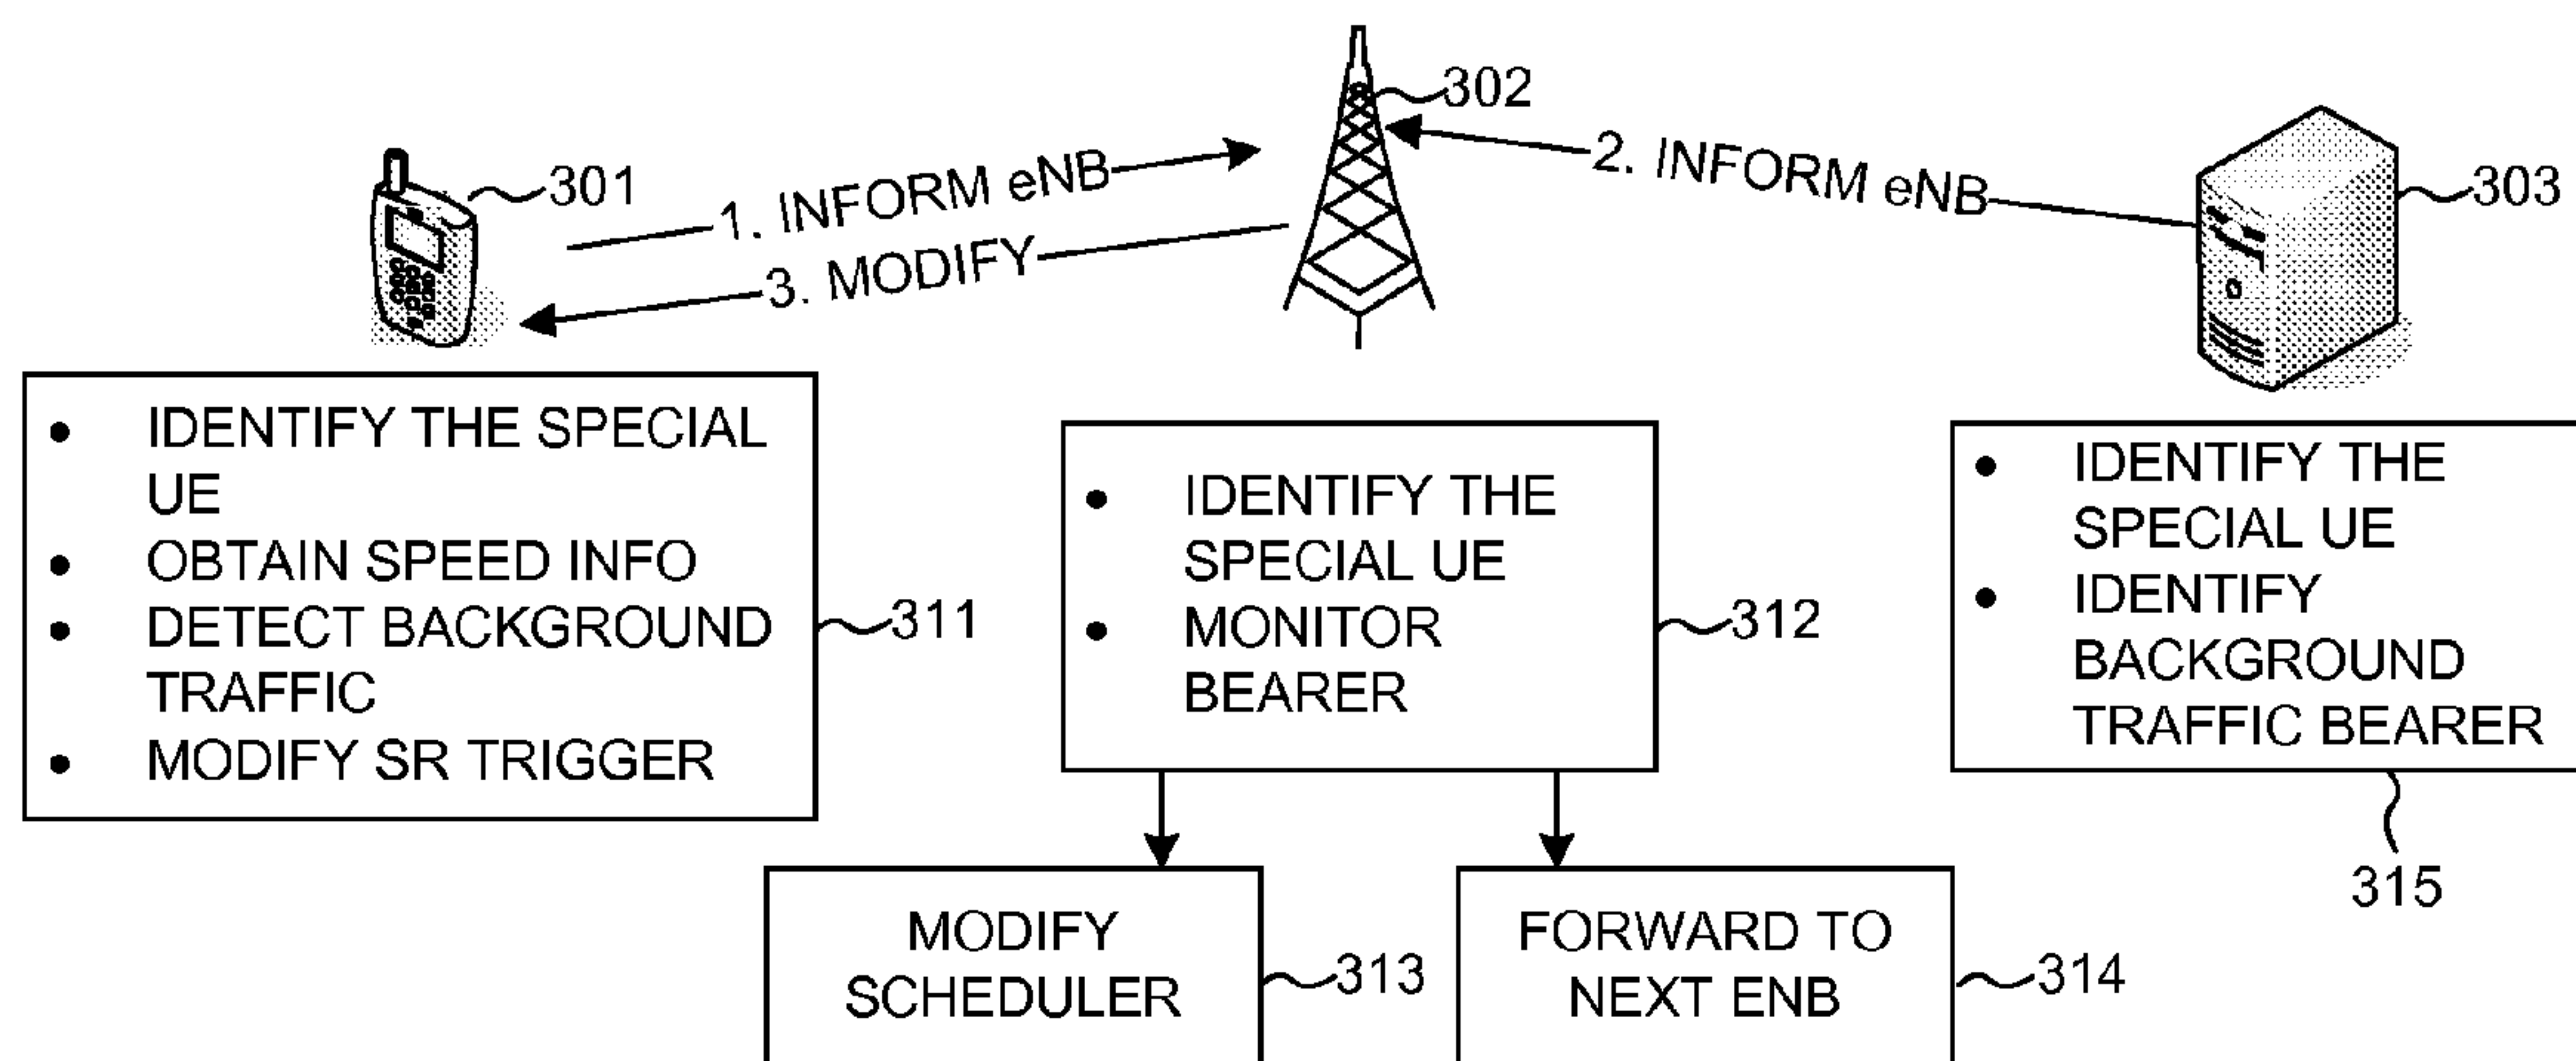 302
301
1. INFORM eNB
2. INFORM eNB
303
3. MODIFY
• IDENTIFY THE SPECIAL
UE
• OBTAIN SPEED INFO
• DETECT BACKGROUND
TRAFFIC
• MODIFY SR TRIGGER
311
• IDENTIFY THE
SPECIAL UE
• MONITOR
BEARER
312
• IDENTIFY THE
SPECIAL UE
• IDENTIFY
BACKGROUND
TRAFFIC BEARER
315
MODIFY
SCHEDULER
313
FORWARD TO
NEXT ENB
314